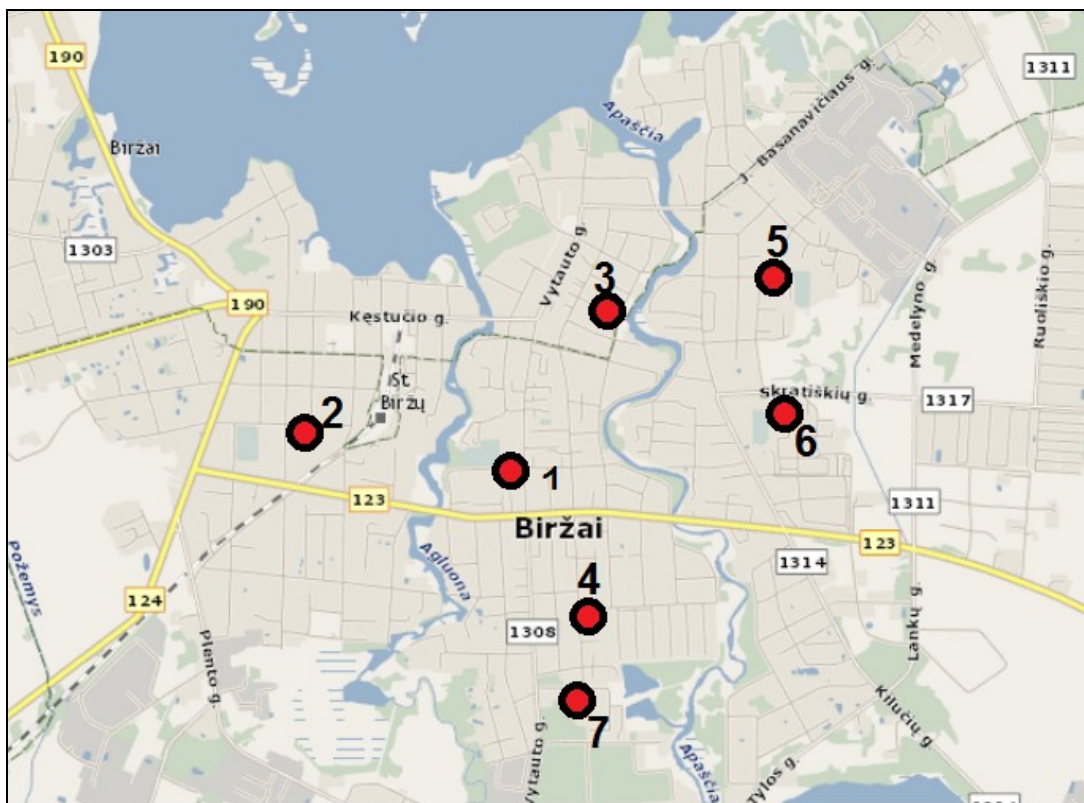 190
1311
Apaščia
J. Basanavičiaus g.
Biržai
1303
5
3
Vytauto g.
Medelyno g.
Ruoliškio g.
190
Kęstučio g.
St.
Biržų
skratiškių g.
1317
2
6
1
123
1311
Biržai
123
Požemys
Agluona
1314
4
124
1308
Lankų g.
Plento g.
Kilučių g.
7
Vytauto g.
Apaščia
Tylos g.